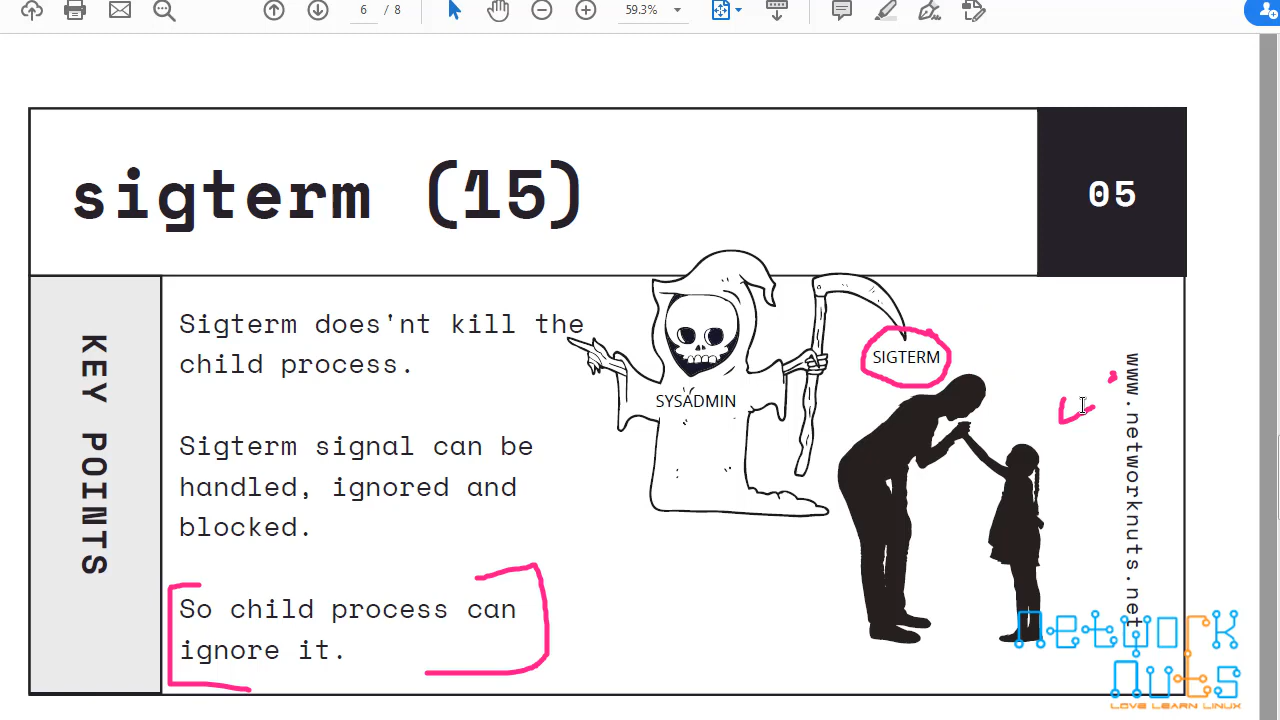 6 / 8
59.3%
sigterm (15)
05
KEY POINTS
Sigterm does'nt kill the
child process.
Sigterm signal can be
handled, ignored and
blocked.
So child process can
ignore it.
SYSADMIN
SIGTERM
www.networknuts.net
network
nuts
LOVE LEARN LINUX